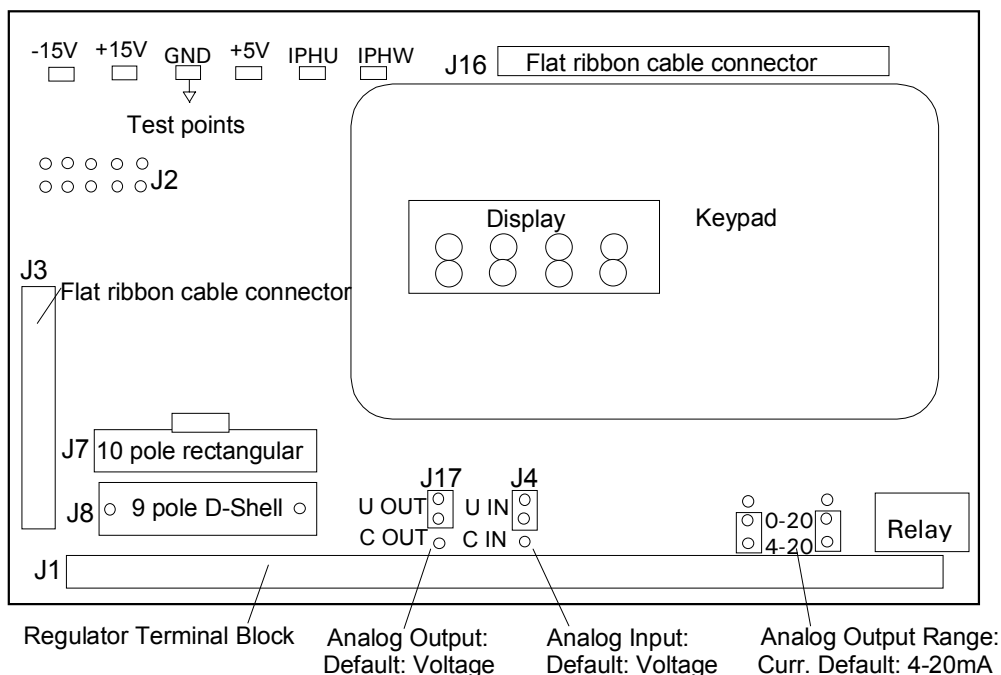 -15V +15V GND +5V IPHU IPHW
J16 Flat ribbon cable connector
Test points
J2
Display
Keypad
J3
Flat ribbon cable connector
J7 10 pole rectangular
J8 9 pole D-Shell
J17 J4
U OUT U IN
C OUT C IN
0-20
4-20
Relay
J1
Regulator Terminal Block
Analog Output:
Default: Voltage
Analog Input:
Default: Voltage
Analog Output Range:
Curr. Default: 4-20mA